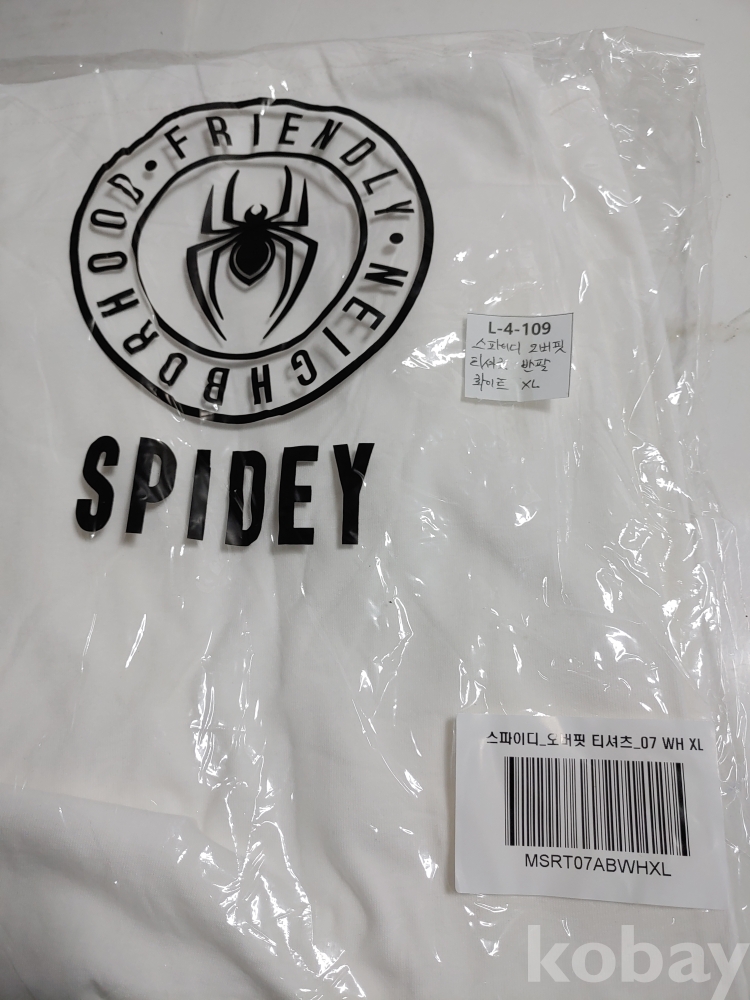 FRIENDLY • NEIGHBORHOOD •
SPIDEY
L-4-109
스파이디 오버핏
티셔츠 반팔
화이트 XL
스파이디_오버핏 티셔츠_07 WH XL
MSRT07ABWHXL
kobay